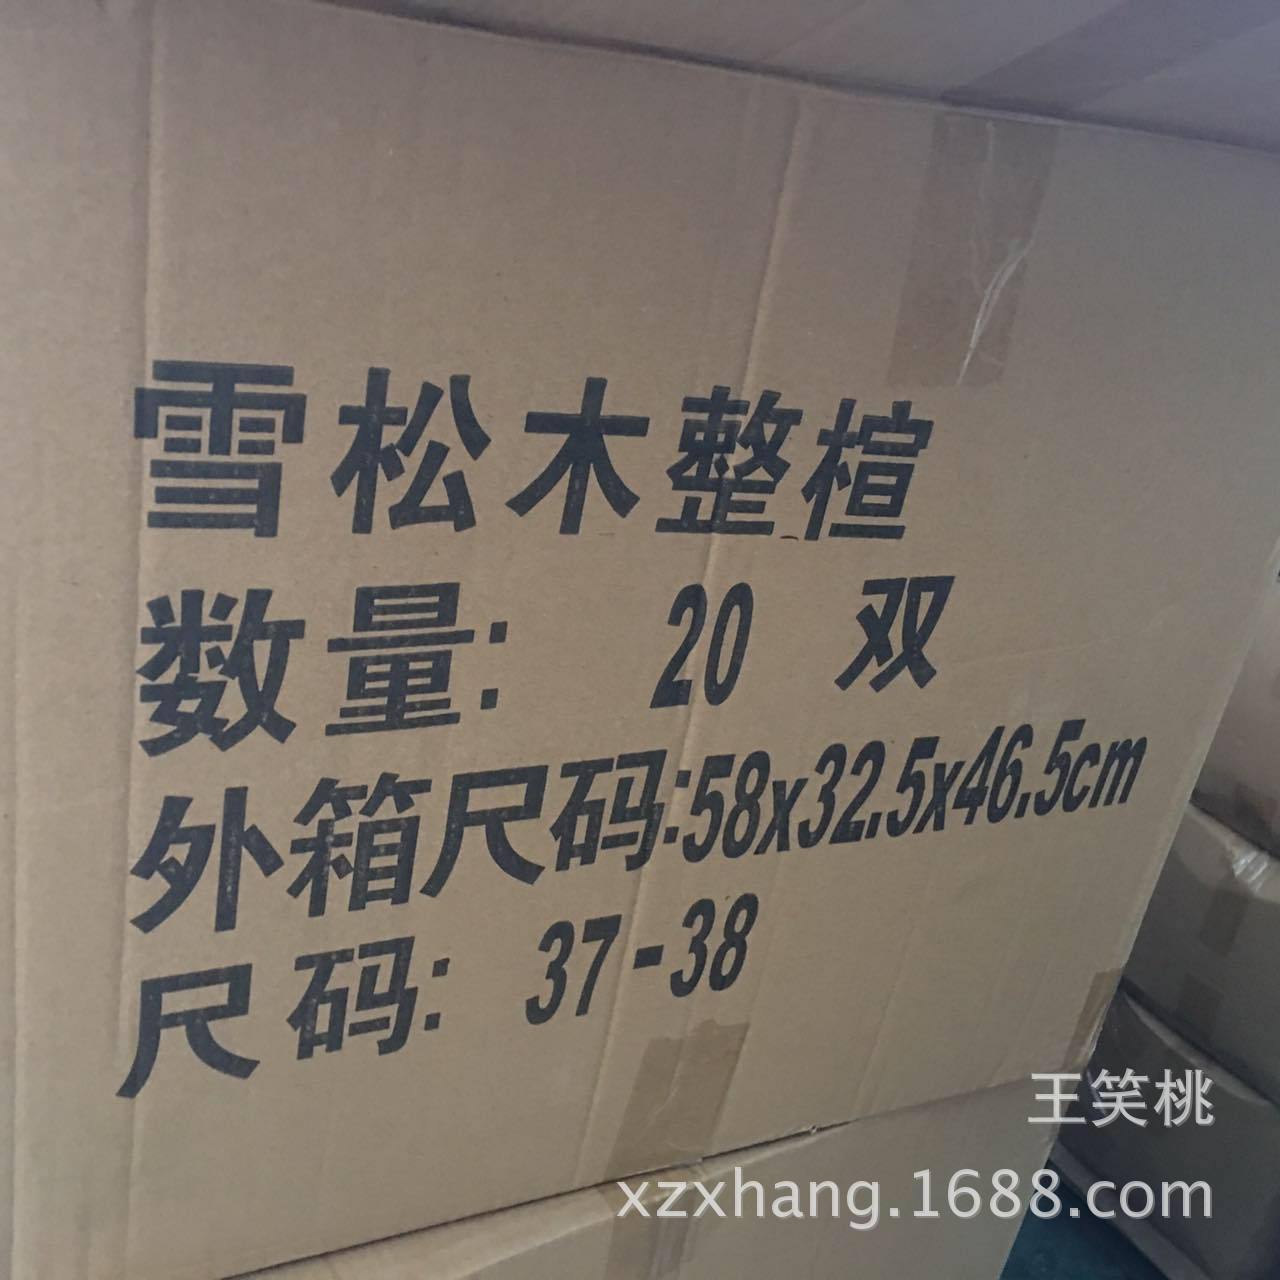 雪松木整楦
数量: 20 双
外箱尺码:58x32.5x46.5cm
尺码: 37-38
王笑桃
xzxhang.1688.com